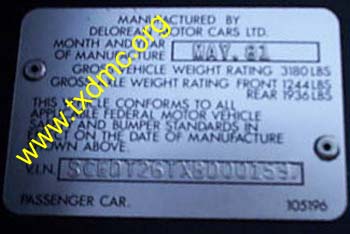 MANUFACTURED BY
DELOREAN MOTOR CARS LTD.
MONTH AND YEAR
OF MANUFACTURE MAY. 81
GROSS VEHICLE WEIGHT RATING 3180 LBS
GROSS AXLE WEIGHT RATING FRONT 1244 LBS
REAR 1936 LBS
THIS VEHICLE CONFORMS TO ALL
APPLICABLE FEDERAL MOTOR VEHICLE
SAFETY AND BUMPER STANDARDS IN
EFFECT ON THE DATE OF MANUFACTURE
SHOWN ABOVE.
V.I.N.
PASSENGER CAR. 105196
www.txdmc.org